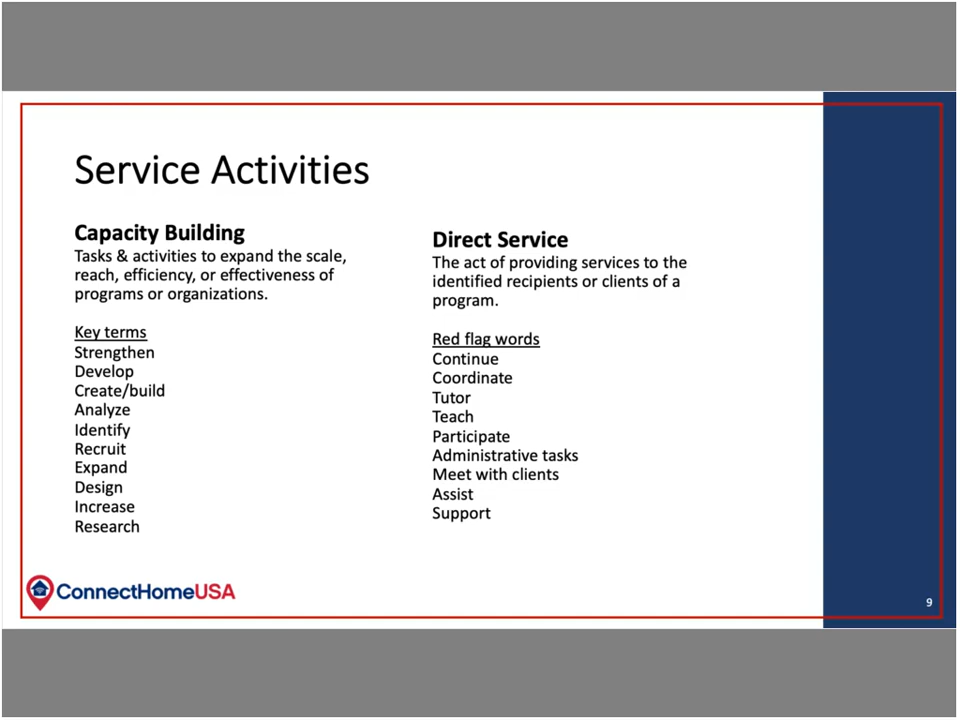 Service Activities
Capacity Building
Tasks & activities to expand the scale,
reach, efficiency, or effectiveness of
programs or organizations.
Key terms
Strengthen
Develop
Create/build
Analyze
Identify
Recruit
Expand
Design
Increase
Research
Direct Service
The act of providing services to the
identified recipients or clients of a
program.
Red flag words
Continue
Coordinate
Tutor
Teach
Participate
Administrative tasks
Meet with clients
Assist
Support
ConnectHomeUSA
9